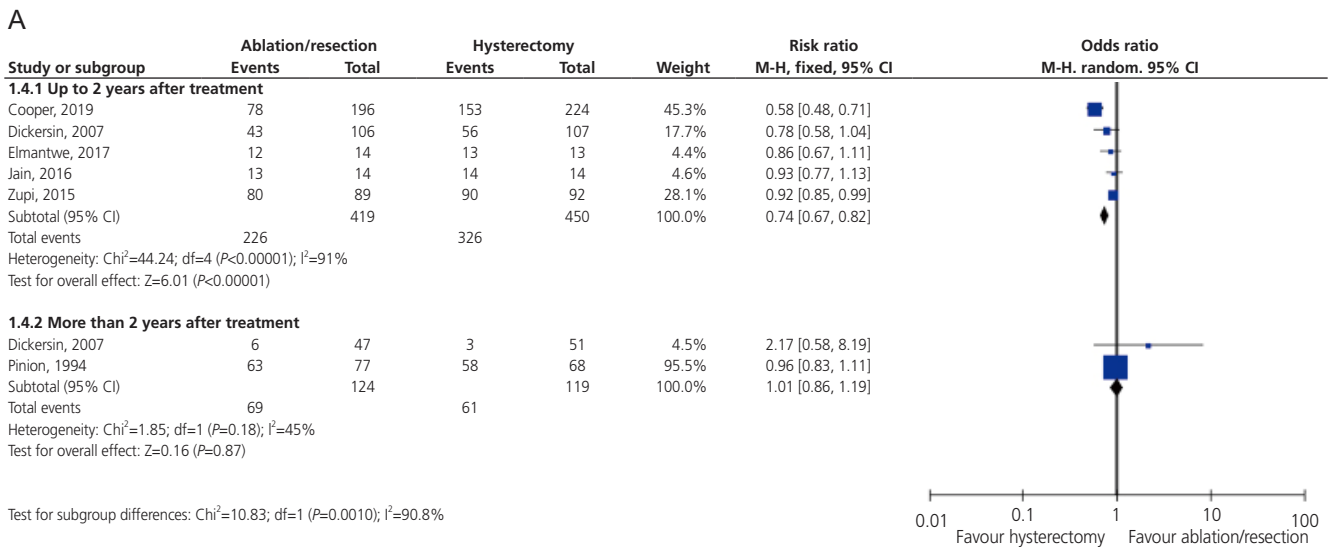 A
Ablation/resection Hysterectomy Risk ratio Odds ratio
Study or subgroup Events Total Events Total Weight M-H, fixed, 95% CI M-H. random. 95% CI
1.4.1 Up to 2 years after treatment
Cooper, 2019 78 196 153 224 45.3% 0.58 [0.48, 0.71]
Dickersin, 2007 43 106 56 107 17.7% 0.78 [0.58, 1.04]
Elmantwe, 2017 12 14 13 13 4.4% 0.86 [0.67, 1.11]
Jain, 2016 13 14 14 14 4.6% 0.93 [0.77, 1.13]
Zupi, 2015 80 89 90 92 28.1% 0.92 [0.85, 0.99]
Subtotal (95% CI) 419 450 100.0% 0.74 [0.67, 0.82]
Total events 226 326
Heterogeneity: Chi²=44.24; df=4 (P<0.00001); I²=91%
Test for overall effect: Z=6.01 (P<0.00001)
1.4.2 More than 2 years after treatment
Dickersin, 2007 6 47 3 51 4.5% 2.17 [0.58, 8.19]
Pinion, 1994 63 77 58 68 95.5% 0.96 [0.83, 1.11]
Subtotal (95% CI) 124 119 100.0% 1.01 [0.86, 1.19]
Total events 69 61
Heterogeneity: Chi²=1.85; df=1 (P=0.18); I²=45%
Test for overall effect: Z=0.16 (P=0.87)
Test for subgroup differences: Chi²=10.83; df=1 (P=0.0010); I²=90.8%
0.01 0.1 1 10 100
Favour hysterectomy Favour ablation/resection